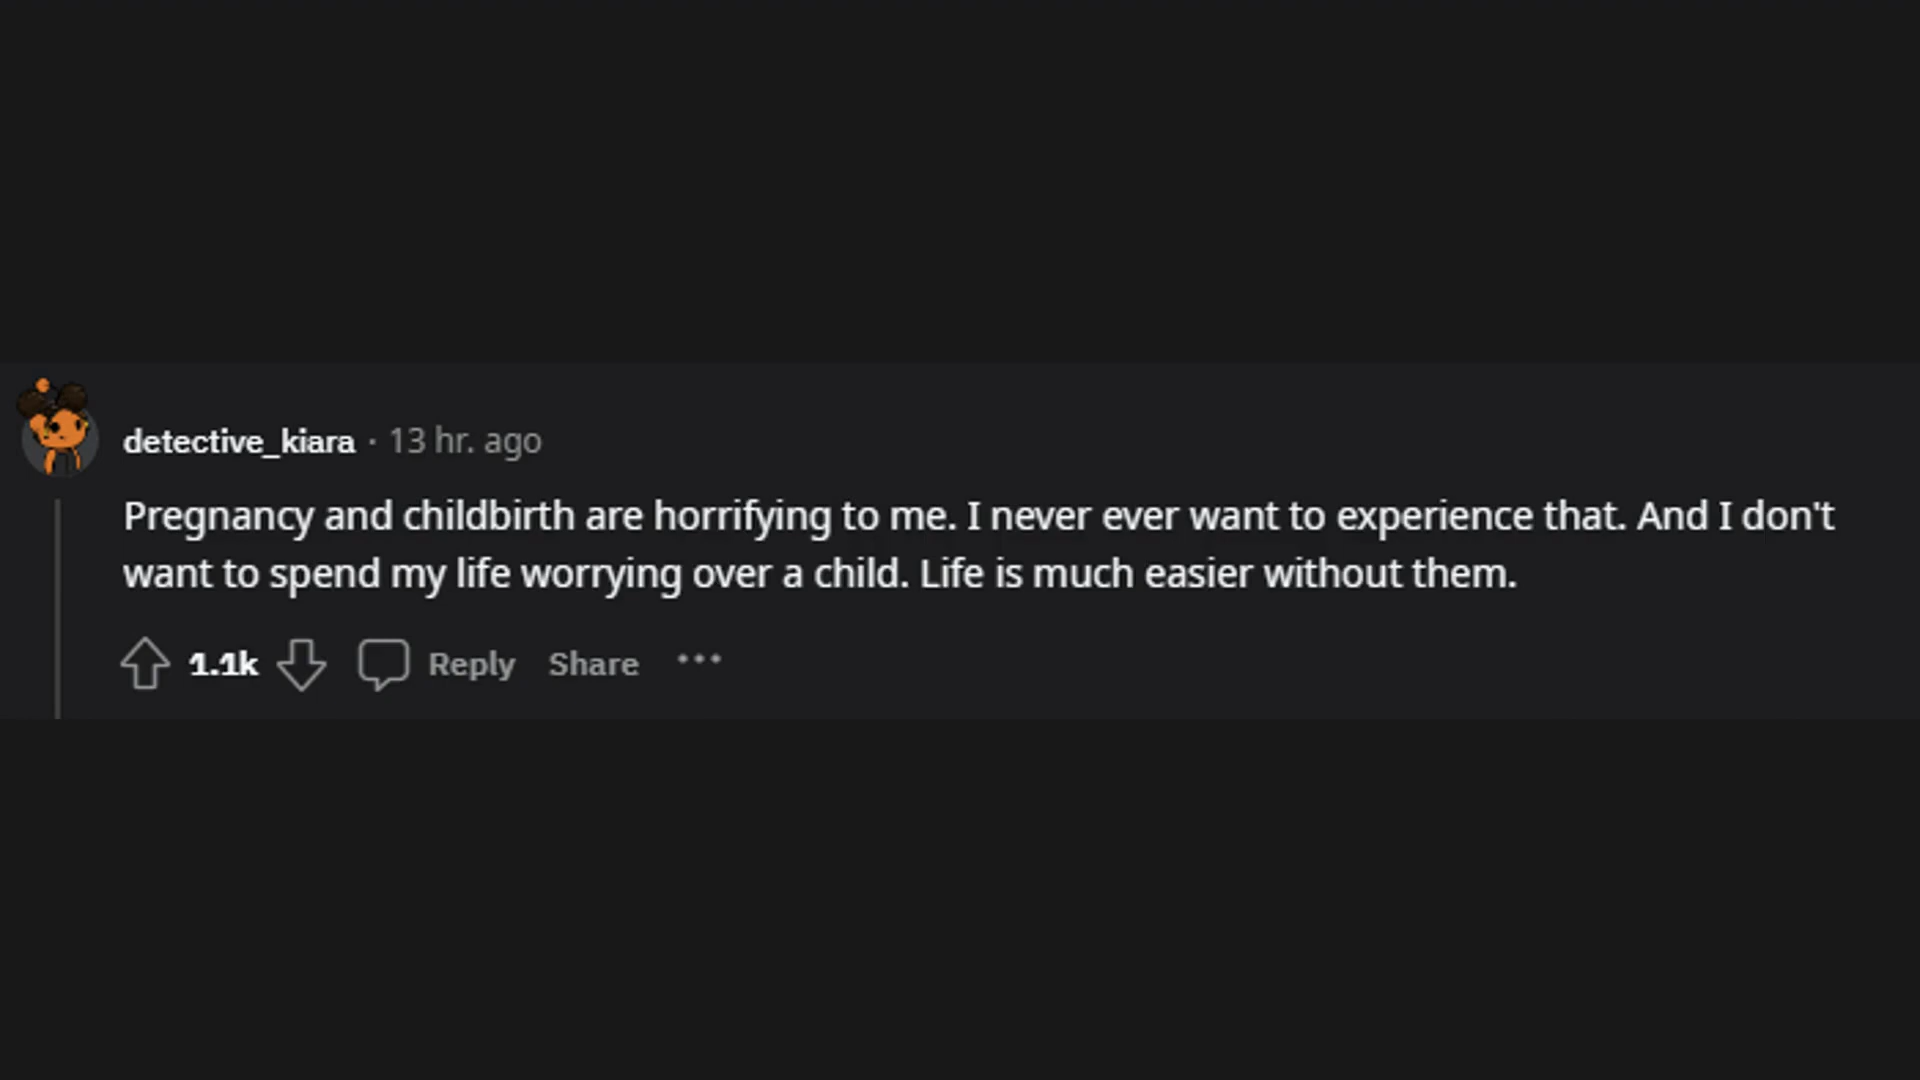 detective_kiara · 13 hr. ago
Pregnancy and childbirth are horrifying to me. I never ever want to experience that. And I don't
want to spend my life worrying over a child. Life is much easier without them.
1.1k Reply Share ···